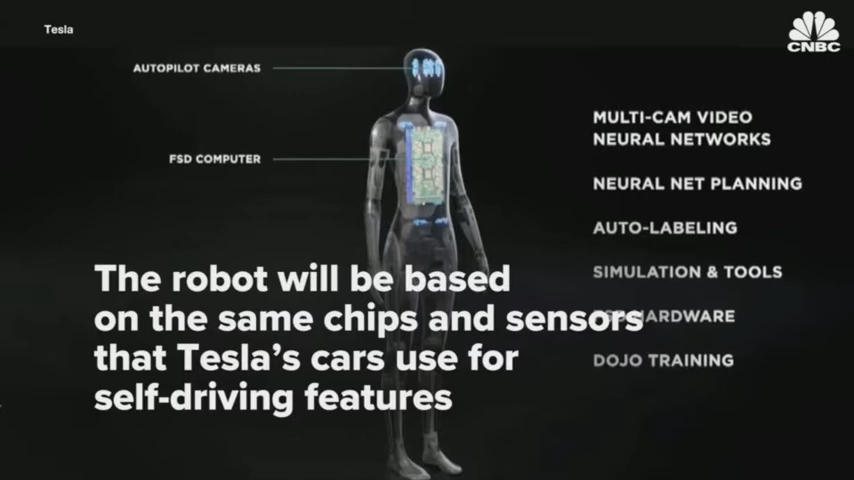 Tesla
CNBC
AUTOPILOT CAMERAS
FSD COMPUTER
MULTI-CAM VIDEO
NEURAL NETWORKS
NEURAL NET PLANNING
AUTO-LABELING
SIMULATION & TOOLS
HARDWARE
DOJO TRAINING
The robot will be based
on the same chips and sensors
that Tesla's cars use for
self-driving features